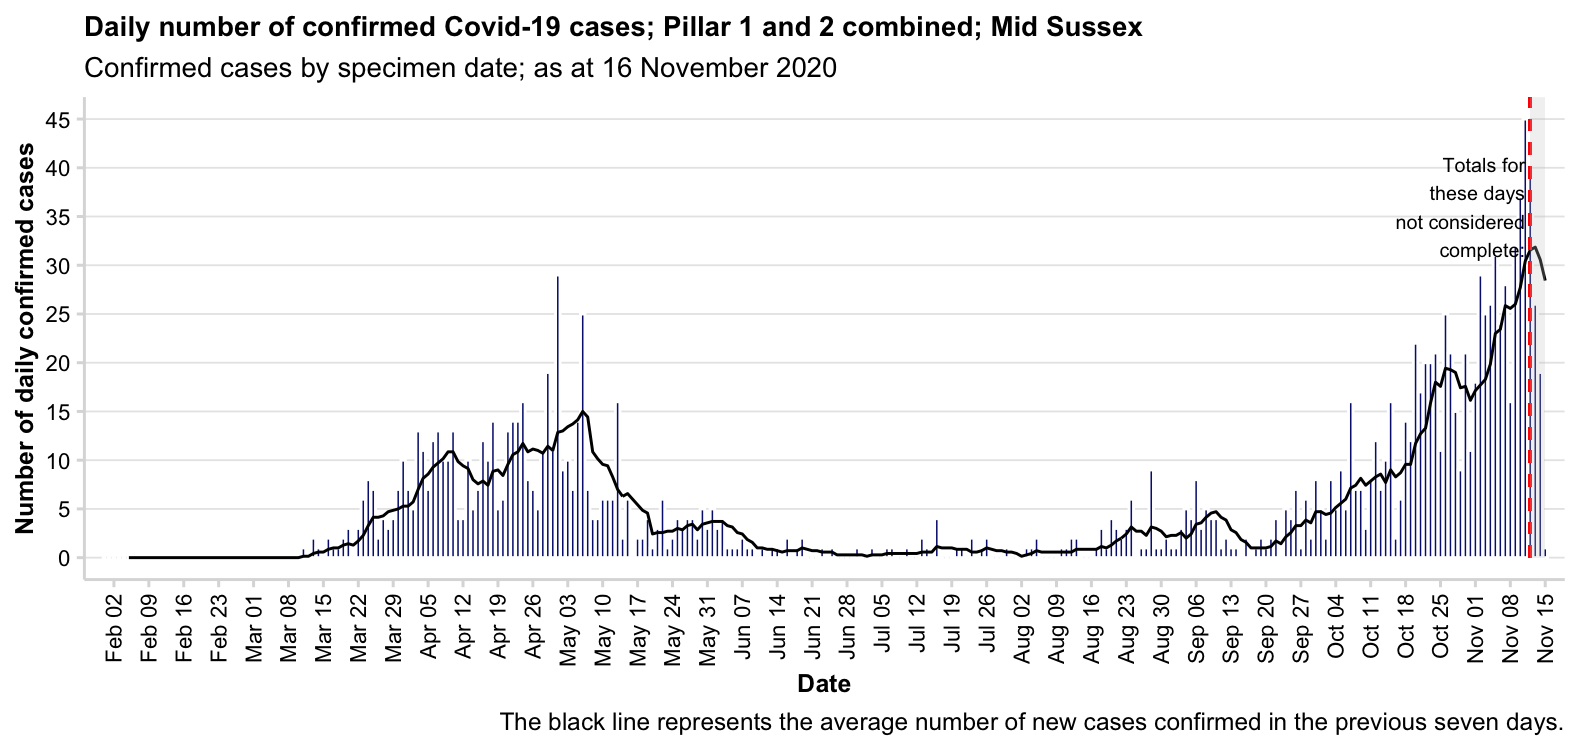 Daily number of confirmed Covid-19 cases; Pillar 1 and 2 combined; Mid Sussex
Confirmed cases by specimen date; as at 16 November 2020
Number of daily confirmed cases
45
40
35
30
25
20
15
10
5
0
Totals for
these days
not considered
complete.
Feb 02
Feb 09
Feb 16
Feb 23
Mar 01
Mar 08
Mar 15
Mar 22
Mar 29
Apr 05
Apr 12
Apr 19
Apr 26
May 03
May 10
May 17
May 24
May 31
Jun 07
Jun 14
Jun 21
Jun 28
Jul 05
Jul 12
Jul 19
Jul 26
Aug 02
Aug 09
Aug 16
Aug 23
Aug 30
Sep 06
Sep 13
Sep 20
Sep 27
Oct 04
Oct 11
Oct 18
Oct 25
Nov 01
Nov 08
Nov 15
Date
The black line represents the average number of new cases confirmed in the previous seven days.